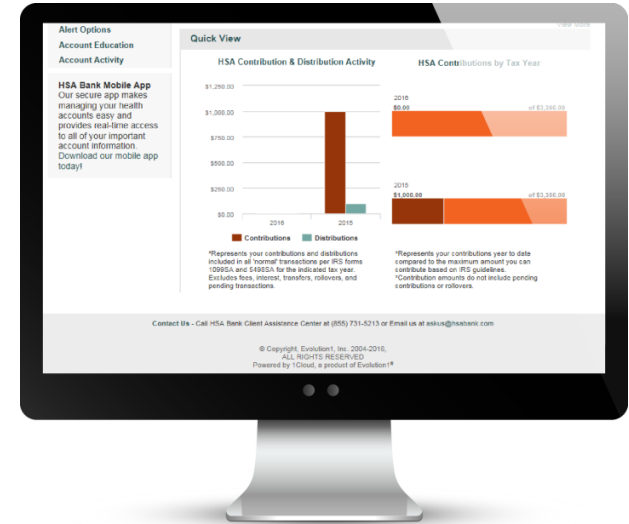 View More
Alert Options
Account Education
Account Activity
HSA Bank Mobile App
Our secure app makes
managing your health
accounts easy and
provides real-time access
to all of your important
account information.
Download our mobile app
today!
Quick View
HSA Contribution & Distribution Activity
$1,250.00
$1,000.00
$750.00
$500.00
$250.00
$0.00
2016
2015
Contributions
Distributions
*Represents your contributions and distributions
included in all 'normal' transactions per IRS forms
1099SA and 5498SA for the indicated tax year.
Excludes fees, interest, transfers, rollovers, and
pending transactions.
HSA Contributions by Tax Year
2016
$0.00
of $3,350.00
2015
$1,000.00
of $3,350.00
*Represents your contributions year to date
compared to the maximum amount you can
contribute based on IRS guidelines.
*Contribution amounts do not include pending
contributions or rollovers.
Contact Us - Call HSA Bank Client Assistance Center at (855) 731-5213 or Email us at askus@hsabank.com
© Copyright, Evolution1, Inc. 2004-2016,
ALL RIGHTS RESERVED
Powered by 1Cloud, a product of Evolution1®